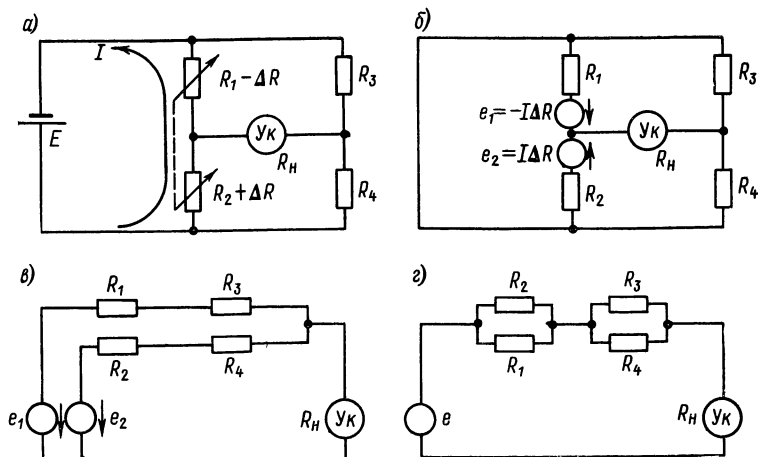 а)
I
E
R₁−ΔR
R₂+ΔR
Ук
Rн
R₃
R₄
б)
R₁
e₁=−IΔR
e₂=IΔR
R₂
Ук
Rн
R₃
R₄
в)
R₁
R₃
R₂
R₄
e₁
e₂
Rн
Ук
г)
R₂
R₃
R₁
R₄
e
Rн
Ук